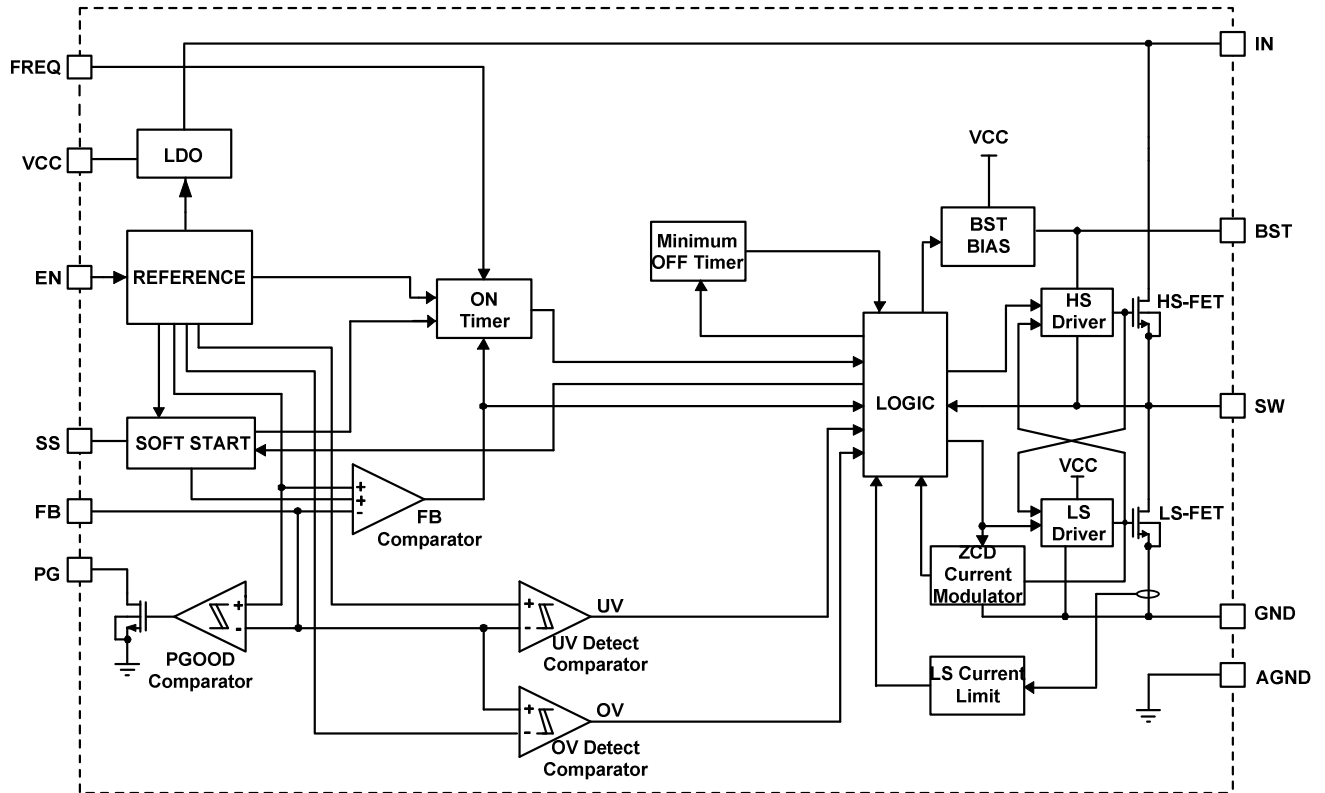 FREQ
IN
VCC
LDO
VCC
BST
BIAS
BST
Minimum
OFF Timer
EN
REFERENCE
ON
Timer
HS
Driver
HS-FET
LOGIC
SW
SS
SOFT START
VCC
FB
+
+
-
FB
Comparator
LS
Driver
LS-FET
PG
ZCD
Current
Modulator
+
-
PGOOD
Comparator
+
-
UV
UV Detect
Comparator
GND
LS Current
Limit
AGND
+
-
OV
OV Detect
Comparator